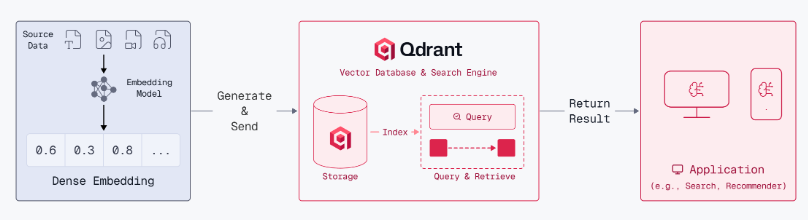 Source
Data
Embedding
Model
0.6 0.3 0.8 ...
Dense Embedding
Generate
&
Send
Qdrant
Vector Database & Search Engine
Storage
Index
Query
Query & Retrieve
Return
Result
Application
(e.g., Search, Recommender)